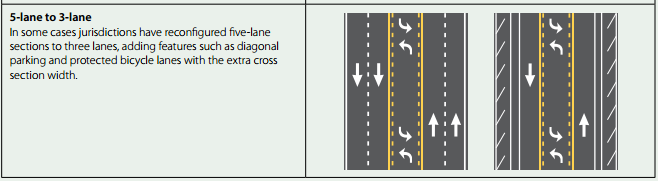 5-lane to 3-lane
In some cases jurisdictions have reconfigured five-lane
sections to three lanes, adding features such as diagonal
parking and protected bicycle lanes with the extra cross
section width.